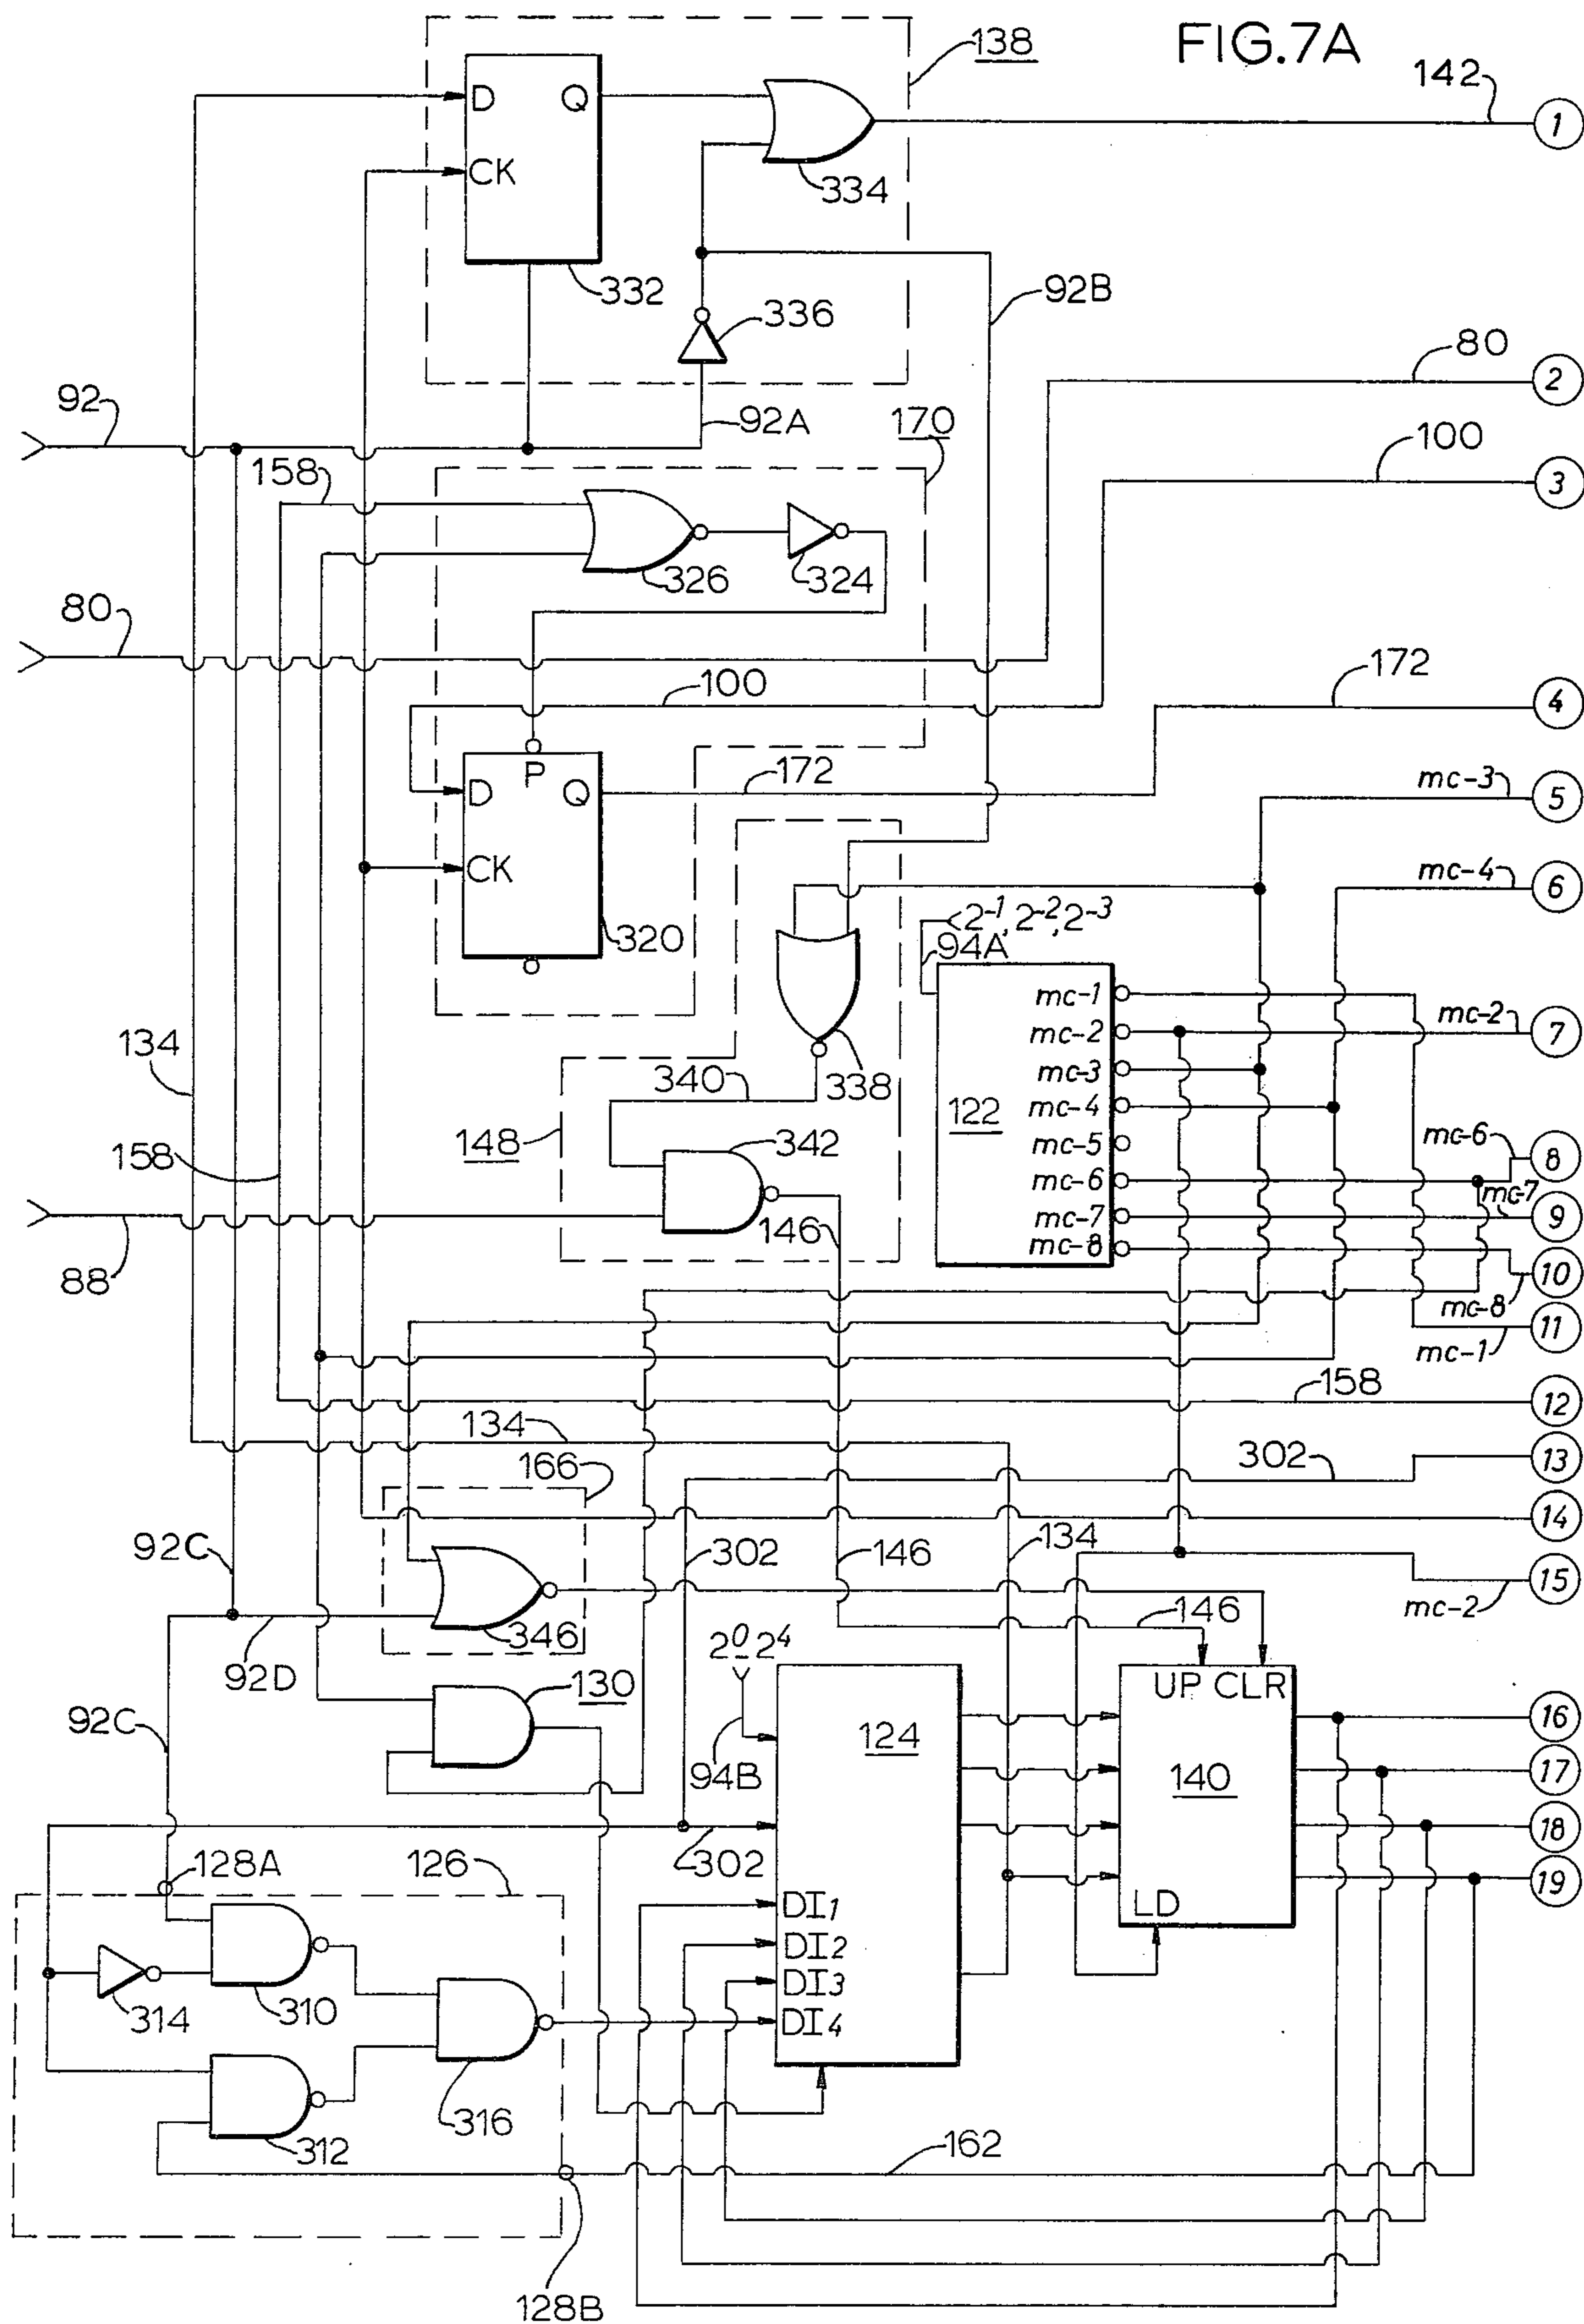 FIG.7A
138
142
1
D
Q
CK
334
332
336
92B
80
2
92
92A
170
100
3
158
326
324
80
100
172
4
P
D
Q
172
mc-3
5
CK
mc-4
6
2-1, 2-2, 2-3
320
94A
mc-1
mc-2
mc-2
7
134
338
mc-3
340
mc-4
122
342
mc-5
148
mc-6
8
158
mc-6
mc-7
mc-7
9
146
mc-8
88
10
mc-8
11
mc-1
158
12
134
13
166
302
14
92C
302
146
134
15
mc-2
346
146
92D
20-24
130
UP CLR
16
92C
124
94B
140
17
18
128A
126
302
19
DI1
LD
DI2
DI3
314
310
DI4
316
312
162
128B